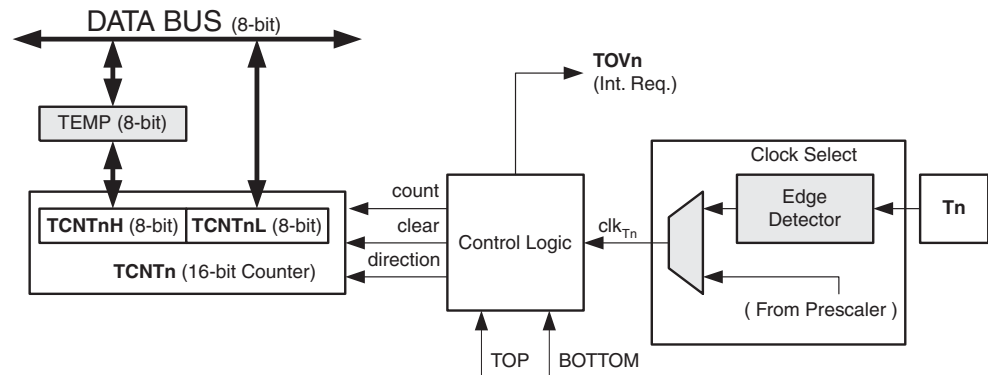 DATA BUS (8-bit)
TOVn
(Int. Req.)
TEMP (8-bit)
Clock Select
count
Edge
Detector
Tn
TCNTnH (8-bit) TCNTnL (8-bit)
clear
Control Logic
clkTn
TCNTn (16-bit Counter)
direction
( From Prescaler )
TOP
BOTTOM